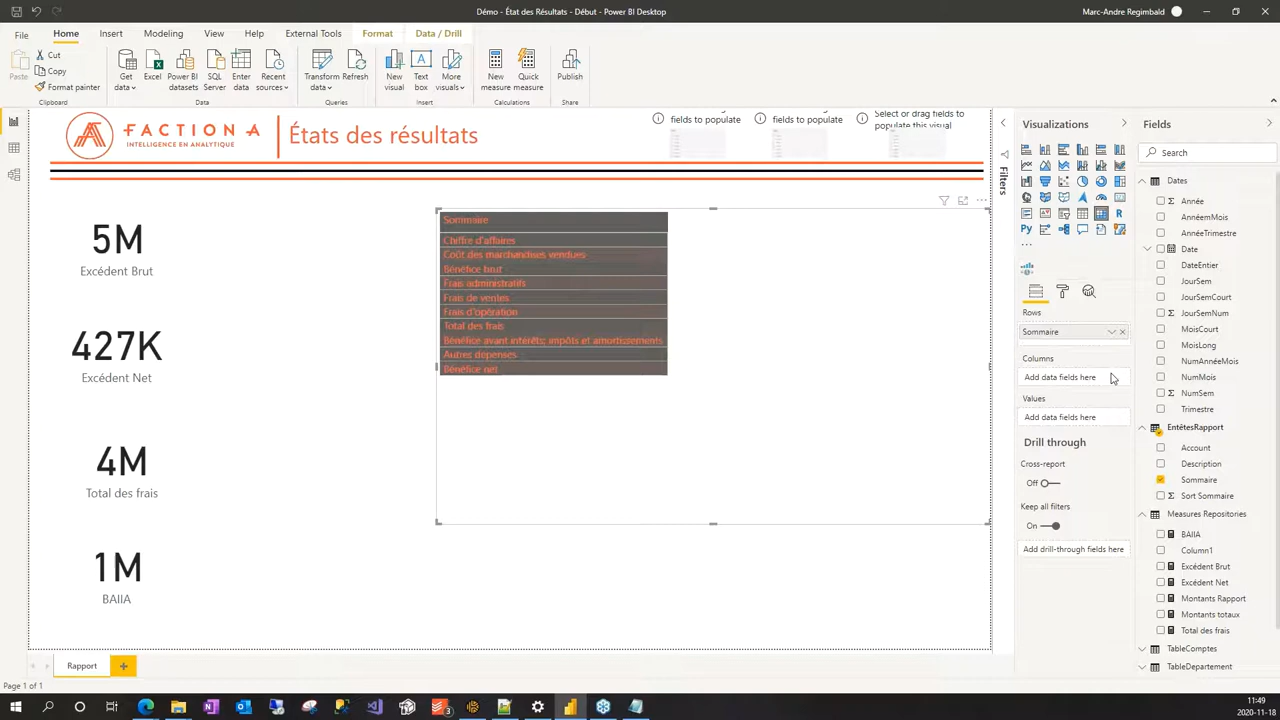 Démo - État des Résultats - Début - Power BI Desktop
Marc-Andre Regimbald
File
Home
Insert
Modeling
View
Help
External Tools
Format
Data / Drill
Paste
Cut
Copy
Format painter
Clipboard
Get data
Excel
Power BI datasets
SQL Server
Enter data
Recent sources
Data
Transform data
Refresh
Queries
New visual
Text box
More visuals
Insert
New measure
Quick measure
Calculations
Publish
Share
FACTION A
INTELLIGENCE EN ANALYTIQUE
États des résultats
fields to populate
fields to populate
Select or drag fields to
populate this visual
5M
Excédent Brut
427K
Excédent Net
4M
Total des frais
1M
BAIIA
Sommaire
Chiffre d'affaires
Coût des marchandises vendues
Bénéfice brut
Frais administratifs
Frais de ventes
Frais d'opération
Total des frais
Bénéfice avant intérêts; impôts et amortissements
Autres dépenses
Bénéfice net
Filters
Visualizations
Rows
Sommaire
Columns
Add data fields here
Values
Add data fields here
Drill through
Cross-report
Off
Keep all filters
On
Add drill-through fields here
Fields
Search
Dates
Année
AnnéemMois
AnnéeTrimestre
Date
DateEntier
JourSem
JourSemCourt
JourSemNum
MoisCourt
MoisLong
NumAnnéeMois
NumMois
NumSem
Trimestre
EntêtesRapport
Account
Description
Sommaire
Sort Sommaire
Measures Repositories
BAIIA
Column1
Excédent Brut
Excédent Net
Montants Rapport
Montants totaux
Total des frais
TableComptes
TableDepartement
Rapport
Page 1 of 1
11:49
2020-11-18